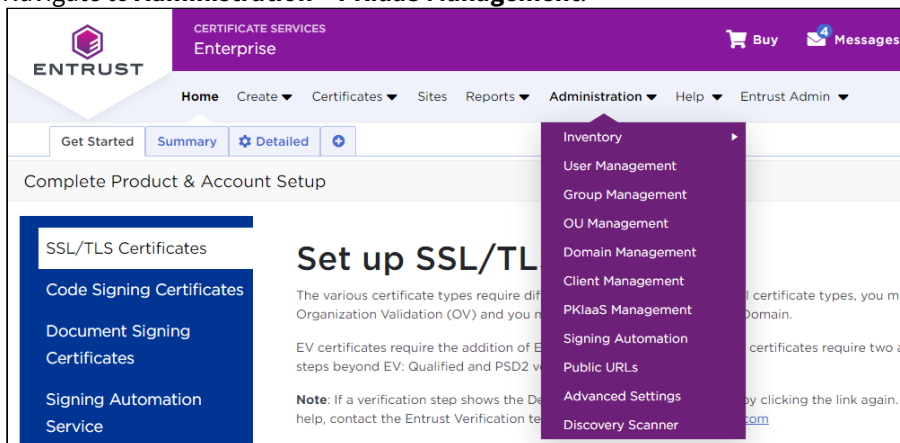 Navigate to Administration > PKIaaS Management.
CERTIFICATE SERVICES
Enterprise
ENTRUST
Buy
4
Messages
Home Create Certificates Sites Reports Administration Help Entrust Admin
Get Started Summary Detailed
Complete Product & Account Setup
SSL/TLS Certificates
Code Signing Certificates
Document Signing
Certificates
Signing Automation
Service
Set up SSL/TL
The various certificate types require
Organization Validation (OV) and you
EV certificates require the addition of
steps beyond EV: Qualified and PSD2
Note: If a verification step shows the
help, contact the Entrust Verification
Inventory
User Management
Group Management
OU Management
Domain Management
Client Management
PKIaaS Management
Signing Automation
Public URLs
Advanced Settings
Discovery Scanner
certificate types, you
Domain.
certificates require two
by clicking the link again.
com